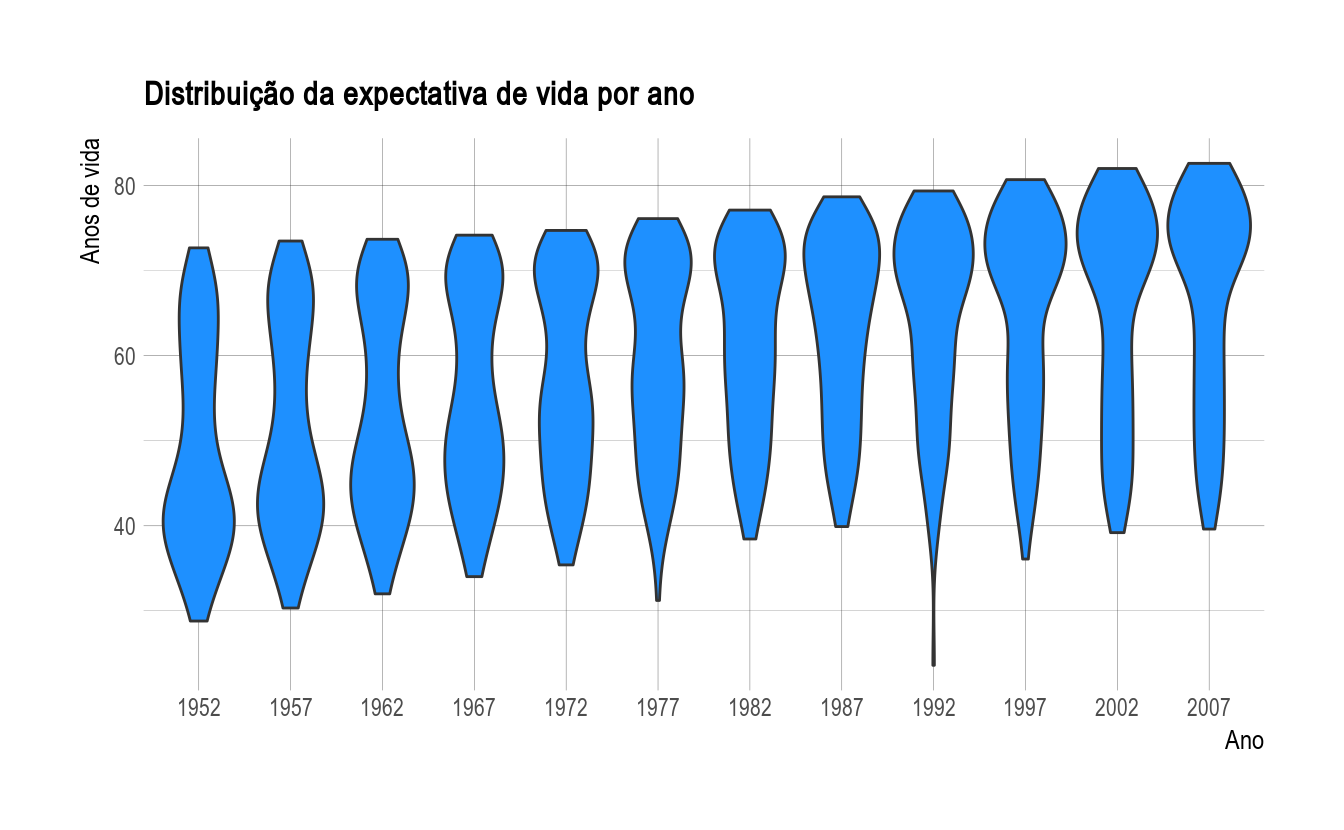 Distribuição da expectativa de vida por ano
Anos de vida
80
60
40
1952 1957 1962 1967 1972 1977 1982 1987 1992 1997 2002 2007
Ano